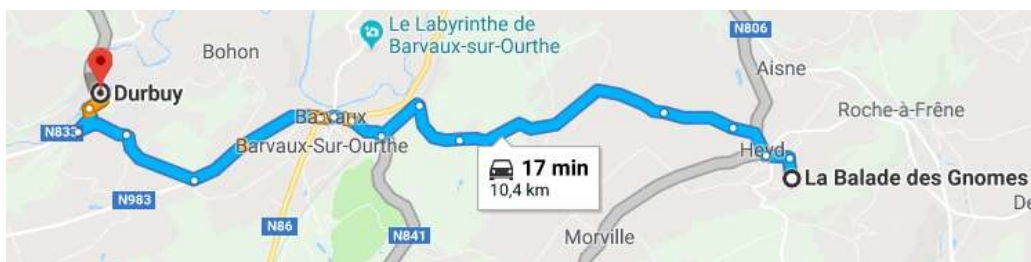 Le Labyrinthe de
Barvaux-sur-Ourthe
N806
Bohon
Aisne
Durbuy
Roche-à-Frêne
N833
Barvaux
Barvaux-Sur-Ourthe
Heyd
17 min
10,4 km
La Balade des Gnomes
N983
De
N86
N841
Morville